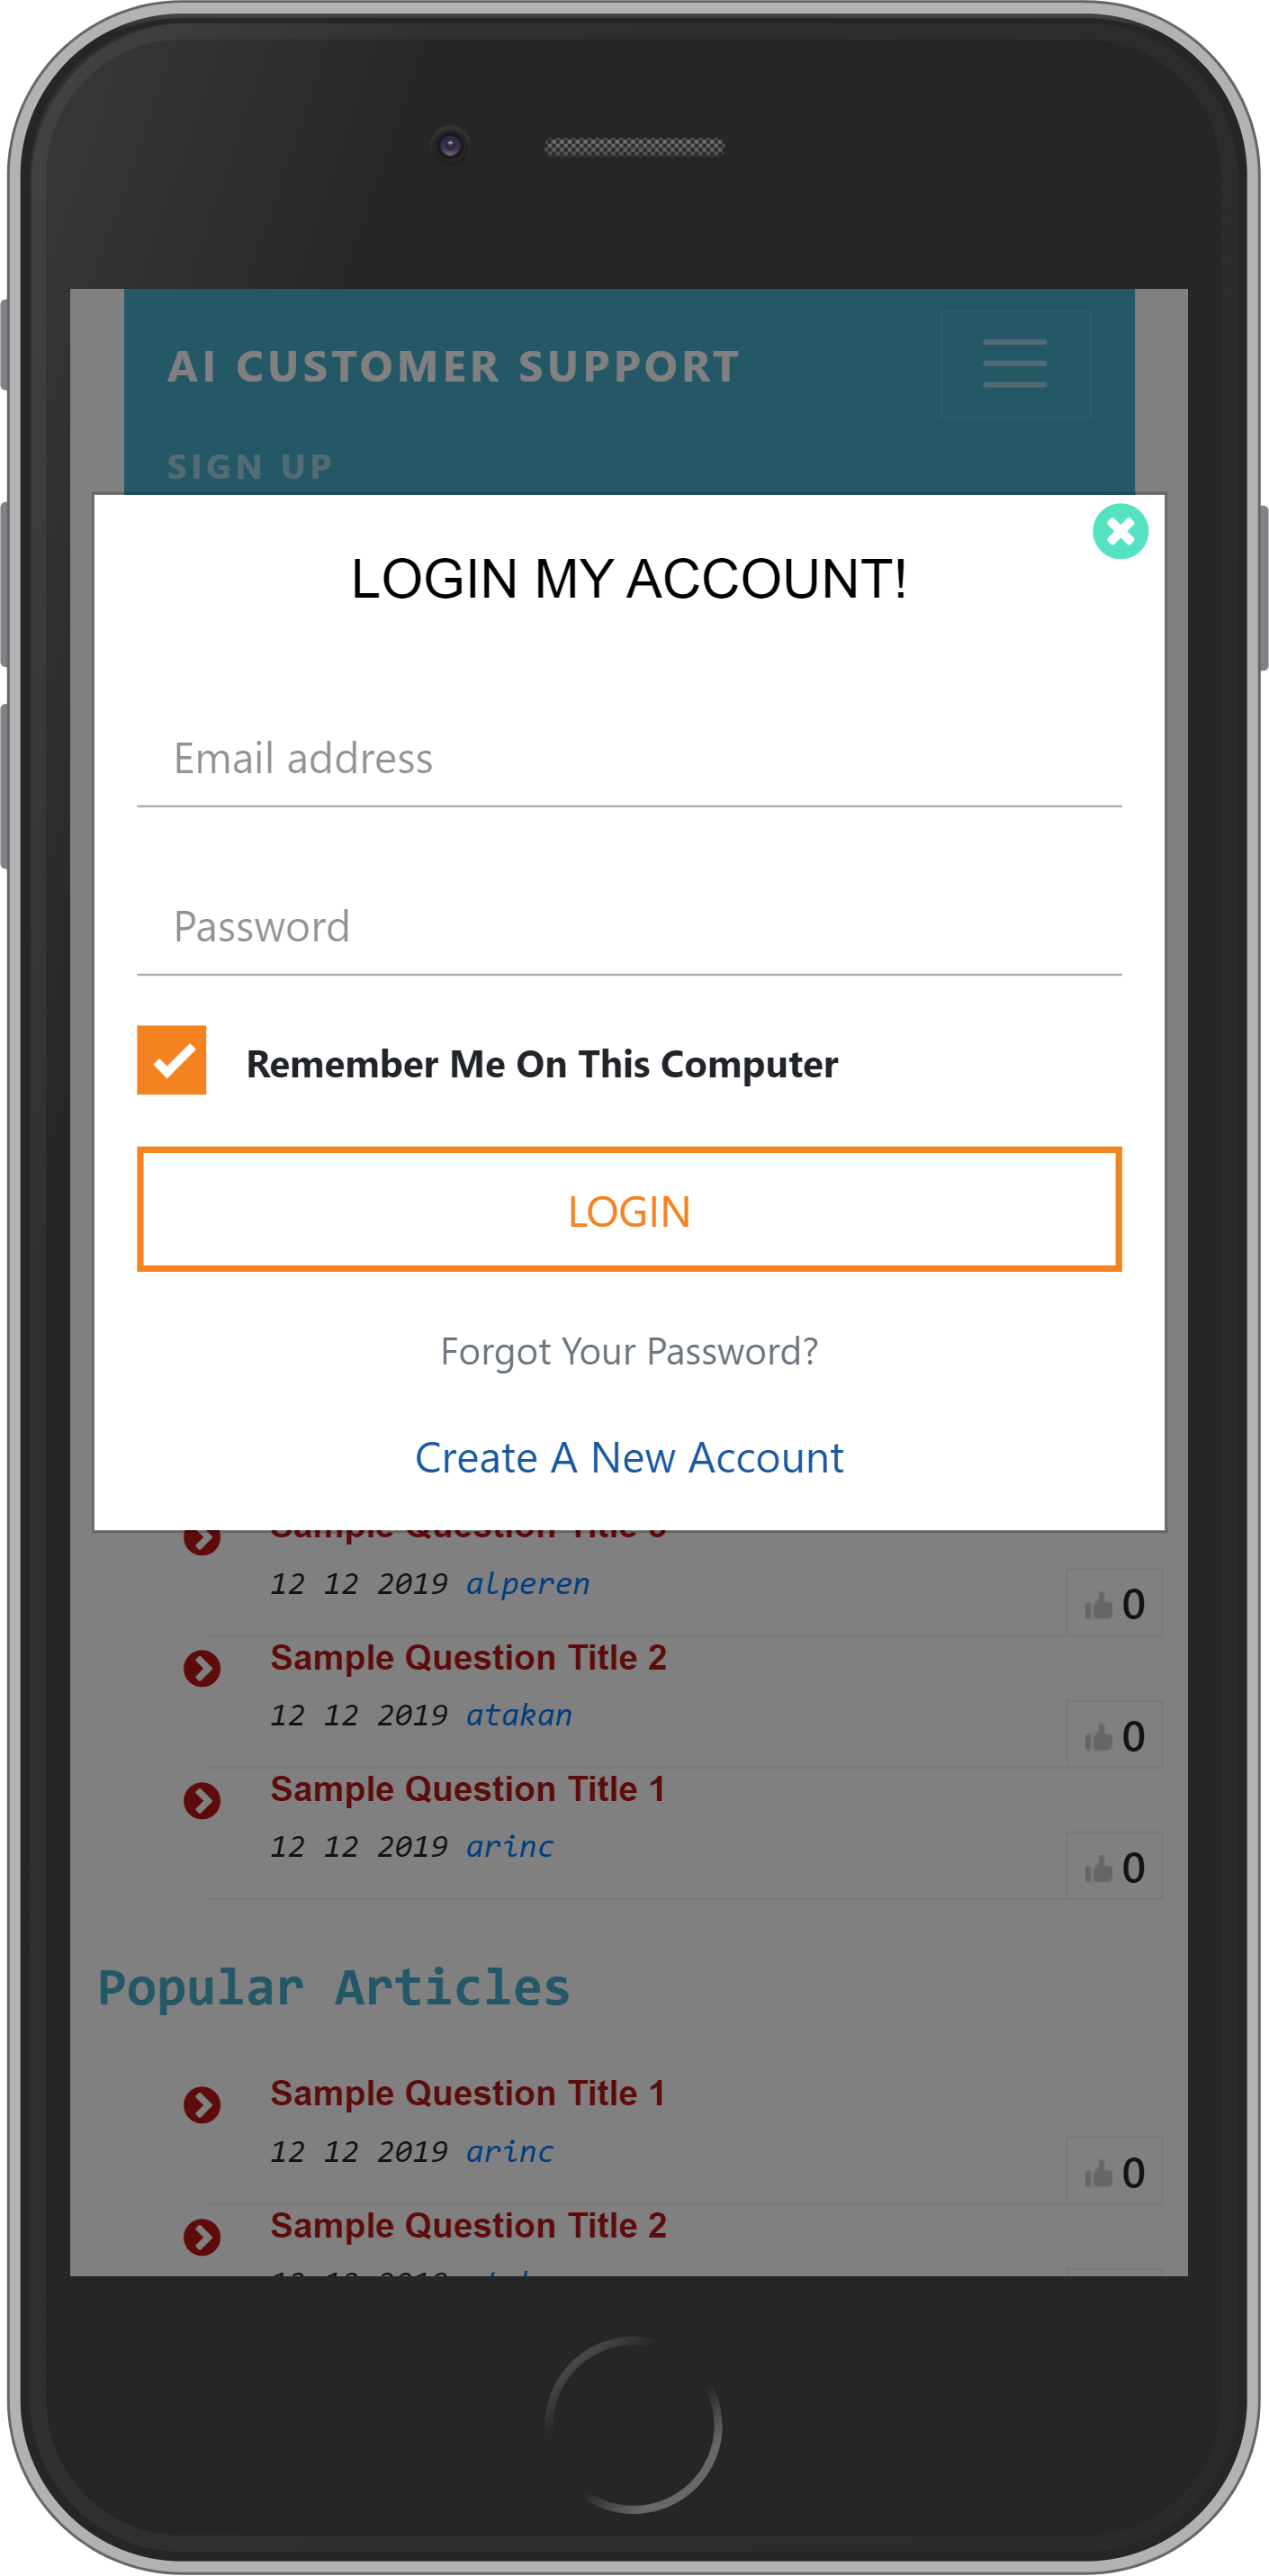 AI CUSTOMER SUPPORT
SIGN UP
LOGIN MY ACCOUNT!
Email address
Password
Remember Me On This Computer
LOGIN
Forgot Your Password?
Create A New Account
Sample Question Title
12 12 2019 alperen
0
Sample Question Title 2
12 12 2019 atakan
0
Sample Question Title 1
12 12 2019 arinc
0
Popular Articles
Sample Question Title 1
12 12 2019 arinc
0
Sample Question Title 2